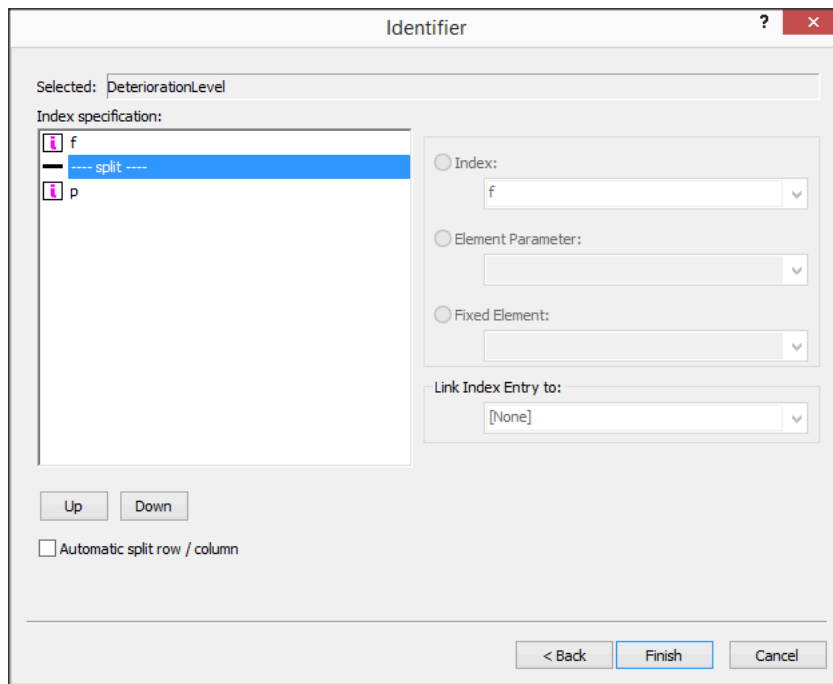 Identifier
?
×
Selected: DeteriorationLevel
Index specification:
i f
---- split ----
i p
Index:
f
Element Parameter:
Fixed Element:
Link Index Entry to:
[None]
Up Down
Automatic split row / column
< Back Finish Cancel